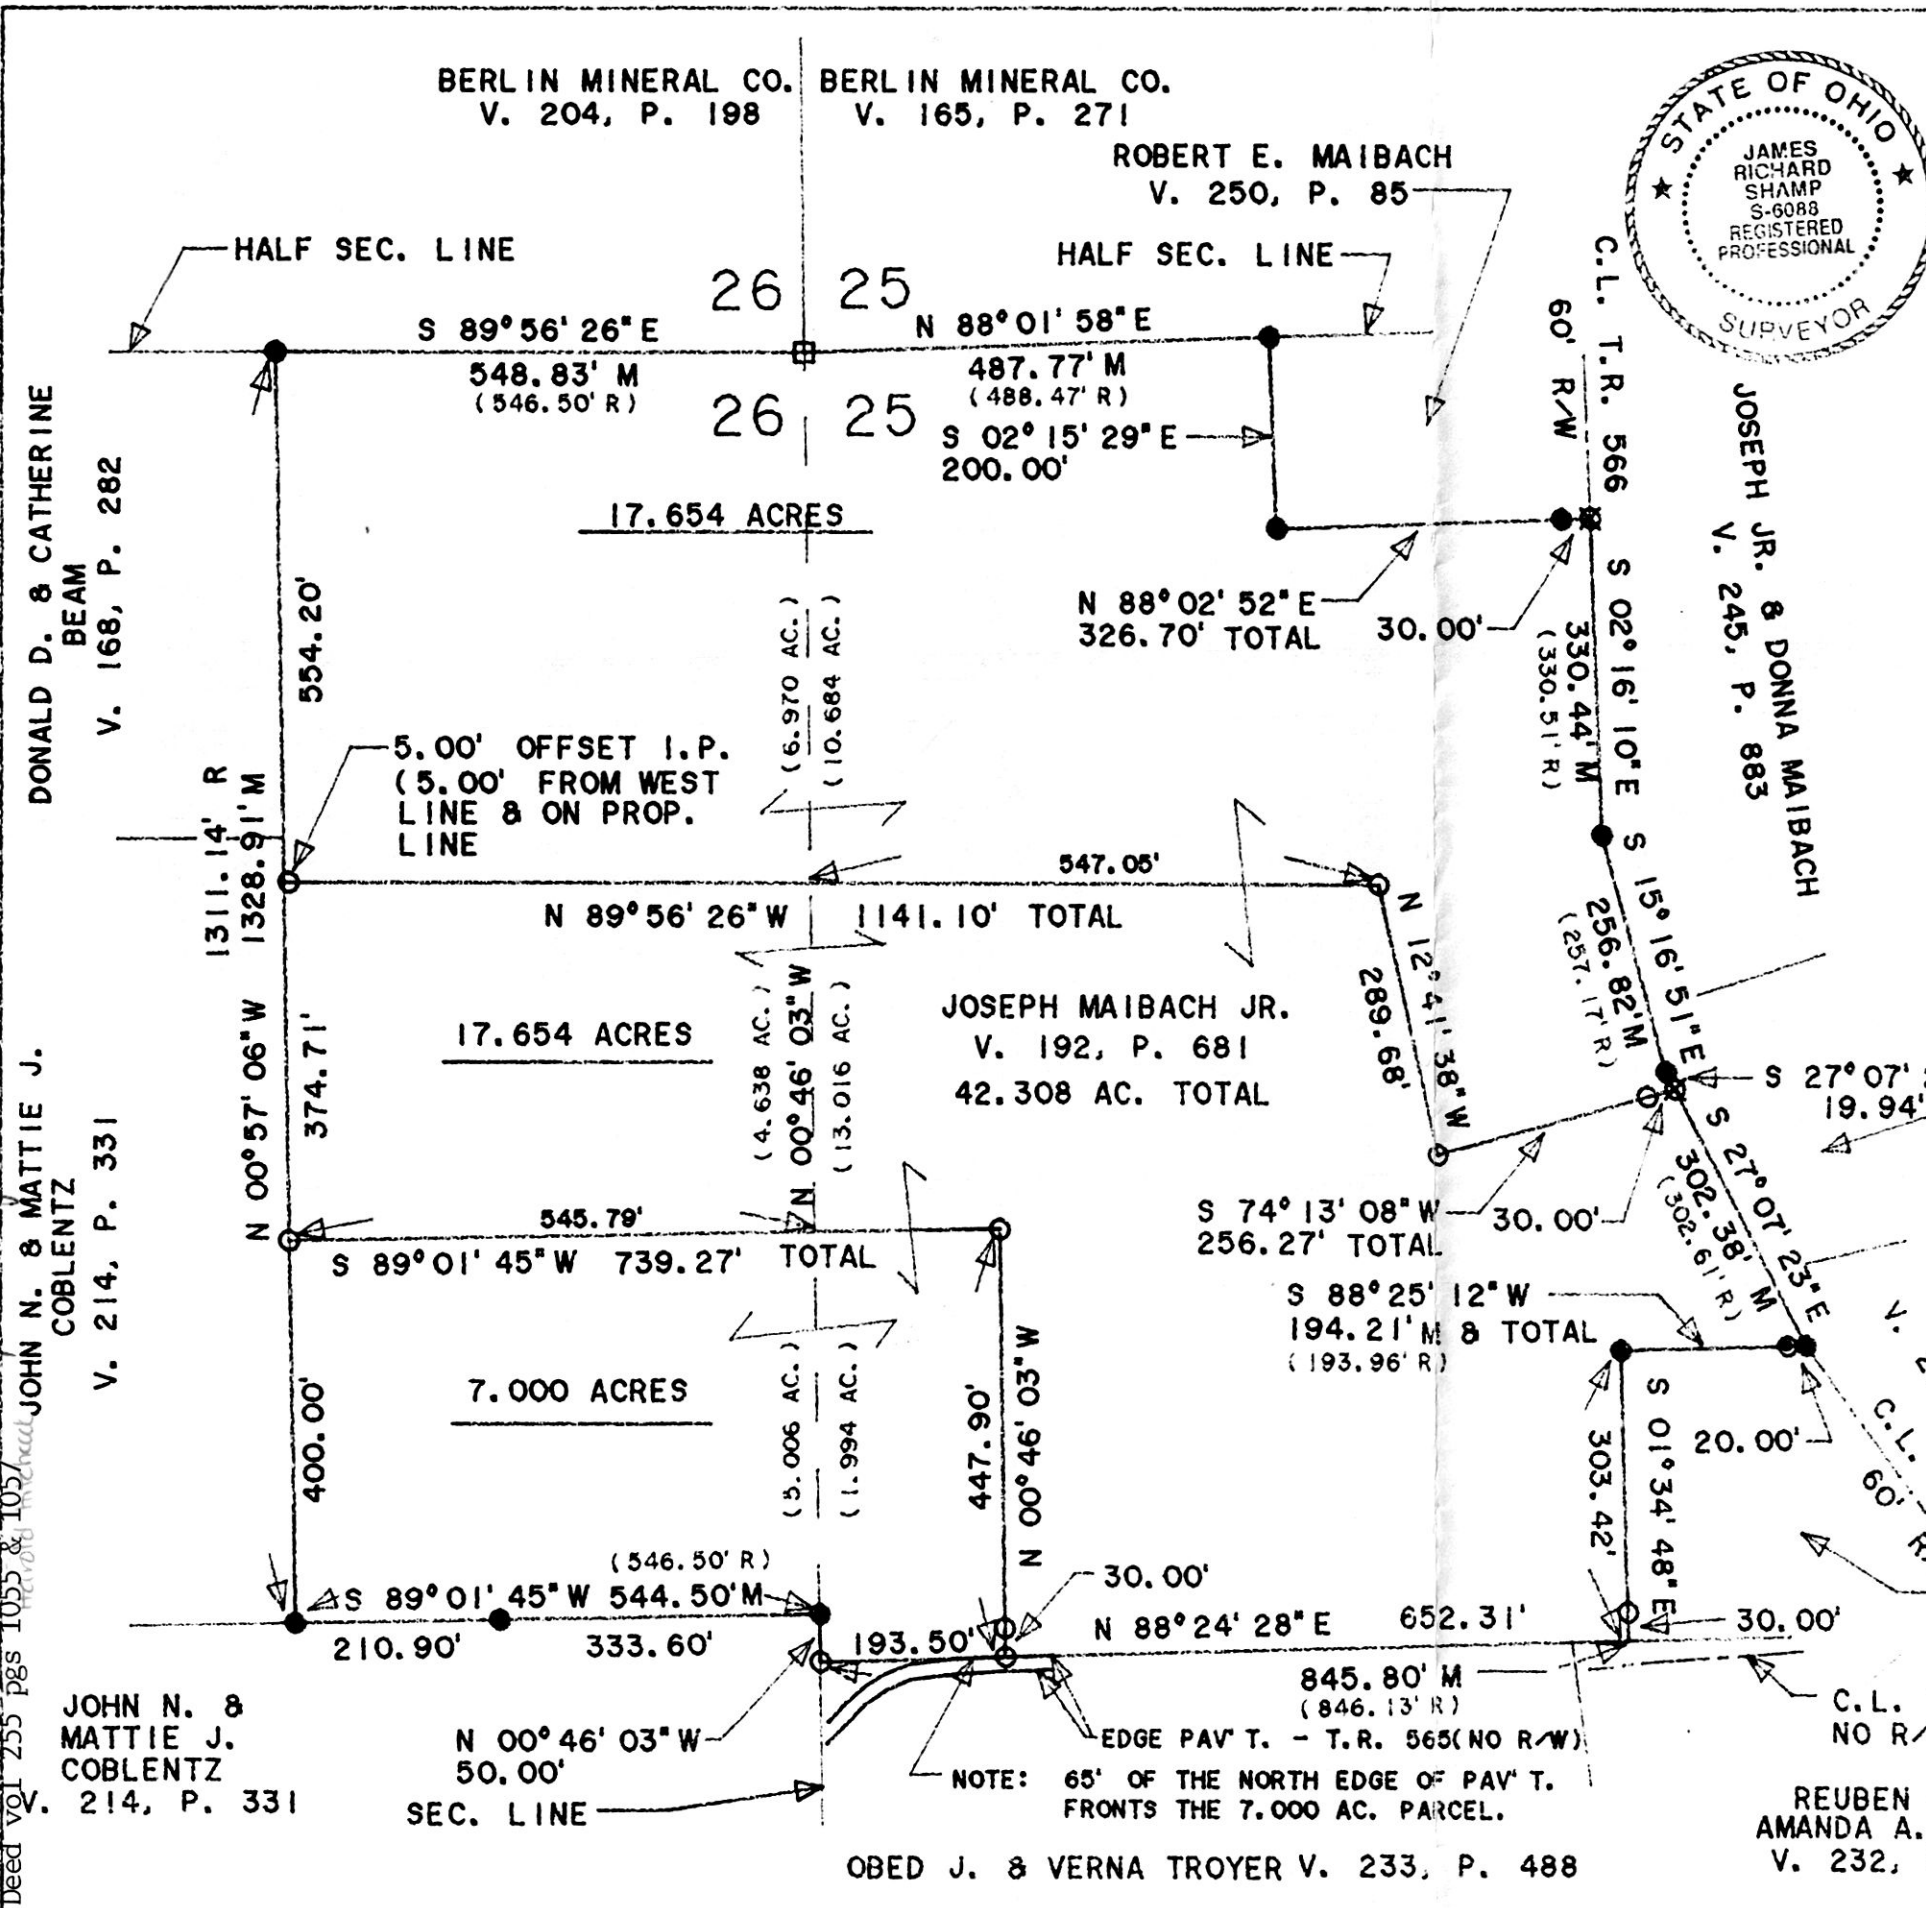 BERLIN MINERAL CO.
V. 204, P. 198
BERLIN MINERAL CO.
V. 165, P. 271
ROBERT E. MAIBACH
V. 250, P. 85
STATE OF OHIO
JAMES
RICHARD
SHAMP
S-6088
REGISTERED
PROFESSIONAL
SURVEYOR
HALF SEC. LINE
HALF SEC. LINE
26
25
S 89°56'26"E
548.83' M
(546.50' R)
N 88°01'58"E
487.77' M
(488.47' R)
26
25
S 02°15'29"E
200.00'
C.L. T.R. 566
60' R/W
JOSEPH JR. & DONNA MAIBACH
V. 245, P. 883
DONALD D. & CATHERINE
BEAM
V. 168, P. 282
17.654 ACRES
554.20'
(6.970 AC.)
(10.684 AC.)
N 88°02'52"E
326.70' TOTAL
30.00'
S 02°16'10"E
330.44' M
(330.51' R)
5.00' OFFSET I.P.
(5.00' FROM WEST
LINE & ON PROP.
LINE
1311.14' R
1328.91' M
547.05'
N 89°56'26"W 1141.10' TOTAL
N 12°41'38"W
289.68'
S 15°16'51"E
256.82' M
(257.17' R)
N 00°57'06"W
374.71'
17.654 ACRES
(4.638 AC.)
N 00°46'03"W
(13.016 AC.)
JOSEPH MAIBACH JR.
V. 192, P. 681
42.308 AC. TOTAL
S 27°07'
19.94'
JOHN N. & MATTIE J.
COBLENTZ
V. 214, P. 331
545.79'
S 89°01'45"W 739.27' TOTAL
S 74°13'08"W
256.27' TOTAL
30.00'
S 27°07'23"E
302.38' M
(302.61' R)
S 88°25'12"W
194.21' M & TOTAL
(193.96' R)
V.
7.000 ACRES
400.00'
(5.006 AC.)
(1.994 AC.)
447.90'
N 00°46'03"W
303.42'
S 01°34'48"E
20.00'
C.L.
60' R
(546.50' R)
S 89°01'45"W 544.50' M
210.90'
333.60'
193.50'
30.00'
N 88°24'28"E 652.31'
30.00'
845.80' M
(846.13' R)
C.L.
NO R/
JOHN N. &
MATTIE J.
COBLENTZ
V. 214, P. 331
N 00°46'03"W
50.00'
SEC. LINE
EDGE PAV'T. - T.R. 565(NO R/W)
NOTE: 65' OF THE NORTH EDGE OF PAV'T.
FRONTS THE 7.000 AC. PARCEL.
OBED J. & VERNA TROYER V. 233, P. 488
REUBEN
AMANDA A.
V. 232,
Deed vol 255 pgs 1055 & 1057